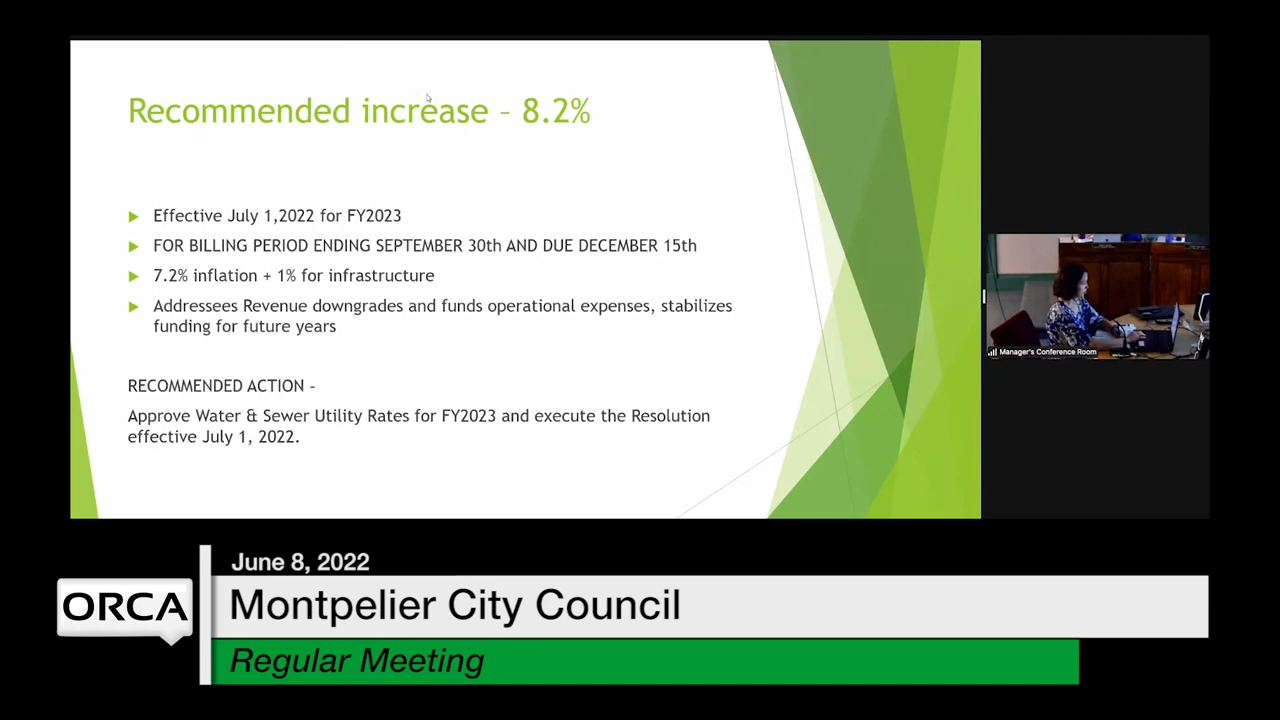 Recommended increase – 8.2%
Effective July 1,2022 for FY2023
FOR BILLING PERIOD ENDING SEPTEMBER 30th AND DUE DECEMBER 15th
7.2% inflation + 1% for infrastructure
Addressees Revenue downgrades and funds operational expenses, stabilizes
funding for future years
RECOMMENDED ACTION –
Approve Water & Sewer Utility Rates for FY2023 and execute the Resolution
effective July 1, 2022.
Manager's Conference Room
June 8, 2022
ORCA
Montpelier City Council
Regular Meeting